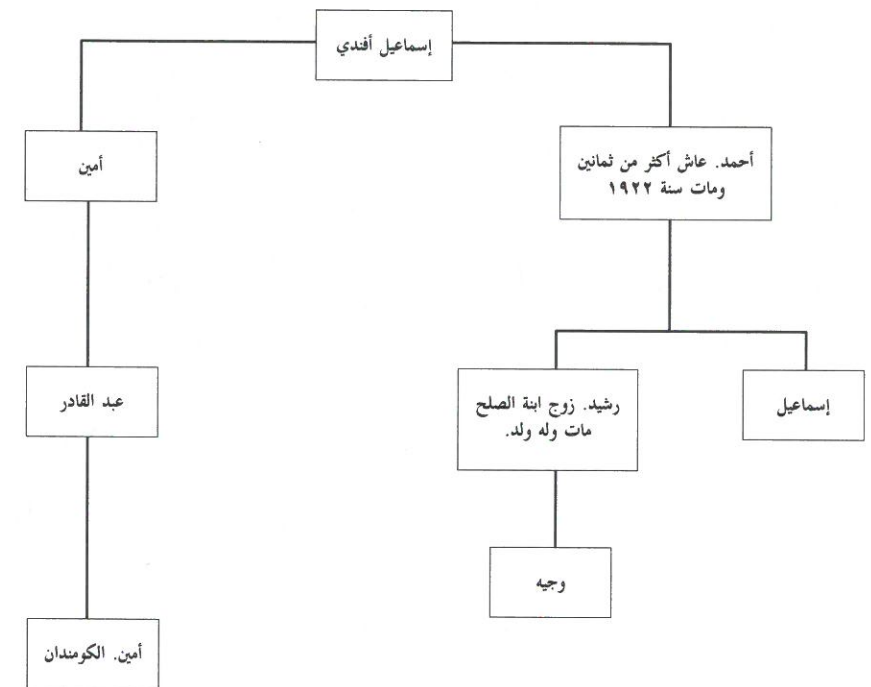 إسماعيل أفندي
أحمد. عاش أكثر من ثمانين
ومات سنة ١٩٢٢
أمين
رشيد. زوج ابنة الصلح
مات وله ولد.
إسماعيل
عبد القادر
وجيه
أمين. الكومندان